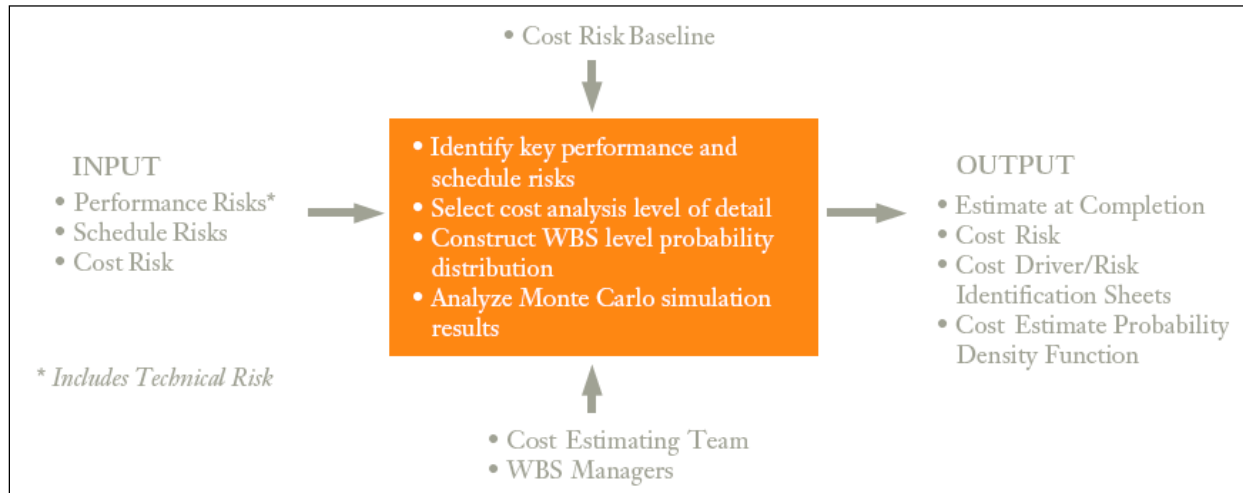 • Cost Risk Baseline
INPUT
• Performance Risks*
• Schedule Risks
• Cost Risk
* Includes Technical Risk
• Identify key performance and
schedule risks
• Select cost analysis level of detail
• Construct WBS level probability
distribution
• Analyze Monte Carlo simulation
results
OUTPUT
• Estimate at Completion
• Cost Risk
• Cost Driver/Risk
Identification Sheets
• Cost Estimate Probability
Density Function
• Cost Estimating Team
• WBS Managers